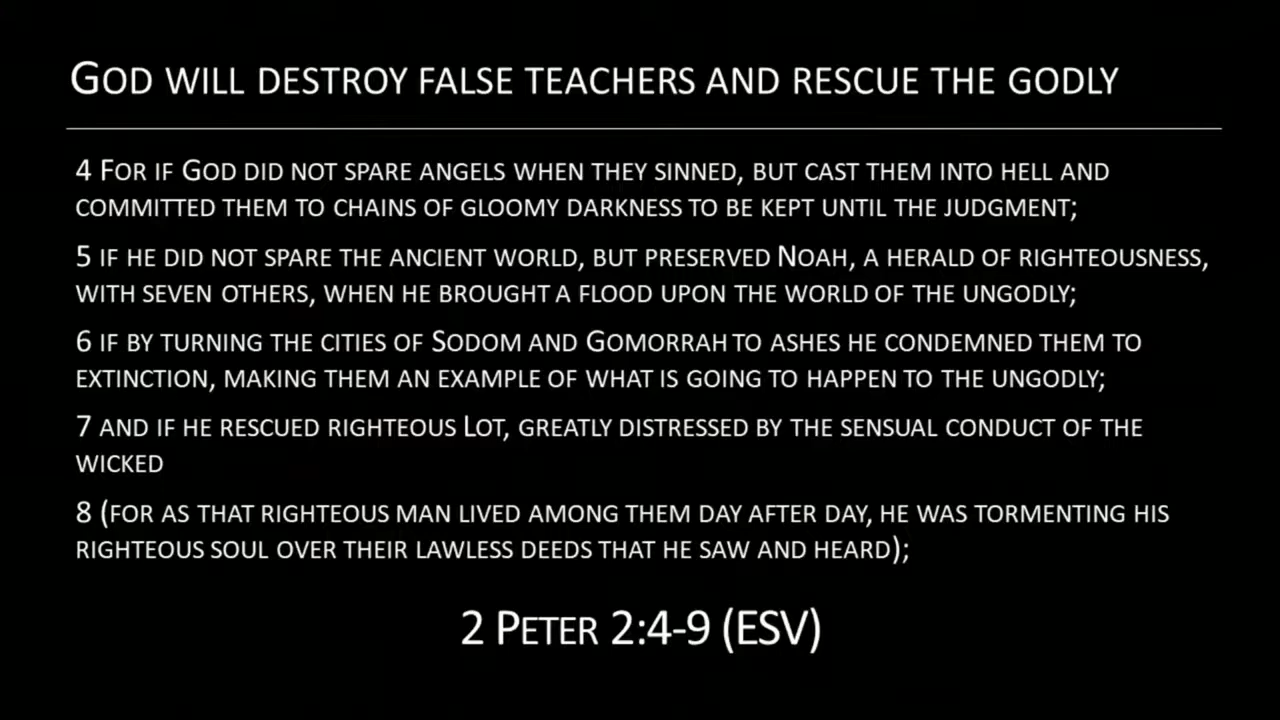 God will destroy false teachers and rescue the godly
4 For if God did not spare angels when they sinned, but cast them into hell and
committed them to chains of gloomy darkness to be kept until the judgment;
5 if he did not spare the ancient world, but preserved Noah, a herald of righteousness,
with seven others, when he brought a flood upon the world of the ungodly;
6 if by turning the cities of Sodom and Gomorrah to ashes he condemned them to
extinction, making them an example of what is going to happen to the ungodly;
7 and if he rescued righteous Lot, greatly distressed by the sensual conduct of the
wicked
8 (for as that righteous man lived among them day after day, he was tormenting his
righteous soul over their lawless deeds that he saw and heard);
2 Peter 2:4-9 (ESV)